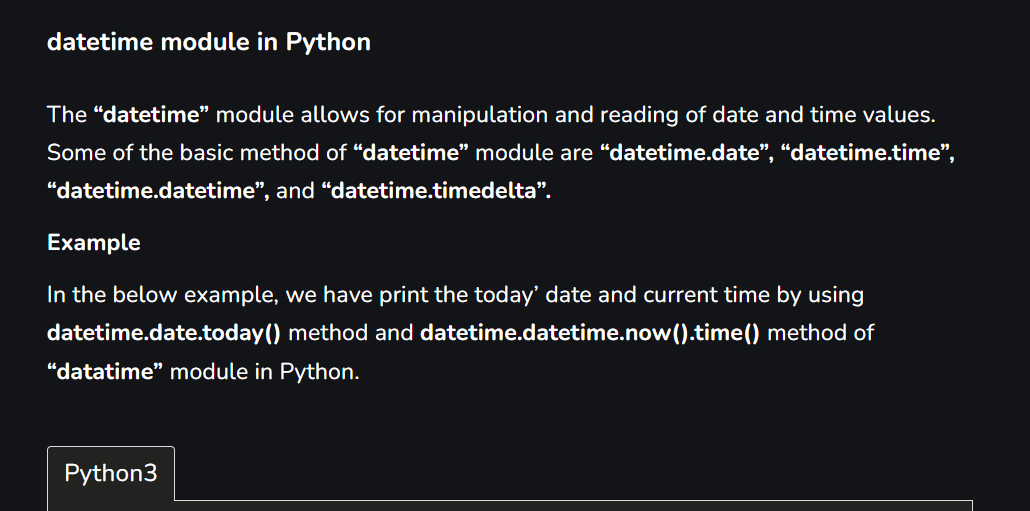 datetime module in Python
The “datetime” module allows for manipulation and reading of date and time values.
Some of the basic method of “datetime” module are “datetime.date”, “datetime.time”,
“datetime.datetime”, and “datetime.timedelta”.
Example
In the below example, we have print the today’ date and current time by using
datetime.date.today() method and datetime.datetime.now().time() method of
“datatime” module in Python.
Python3